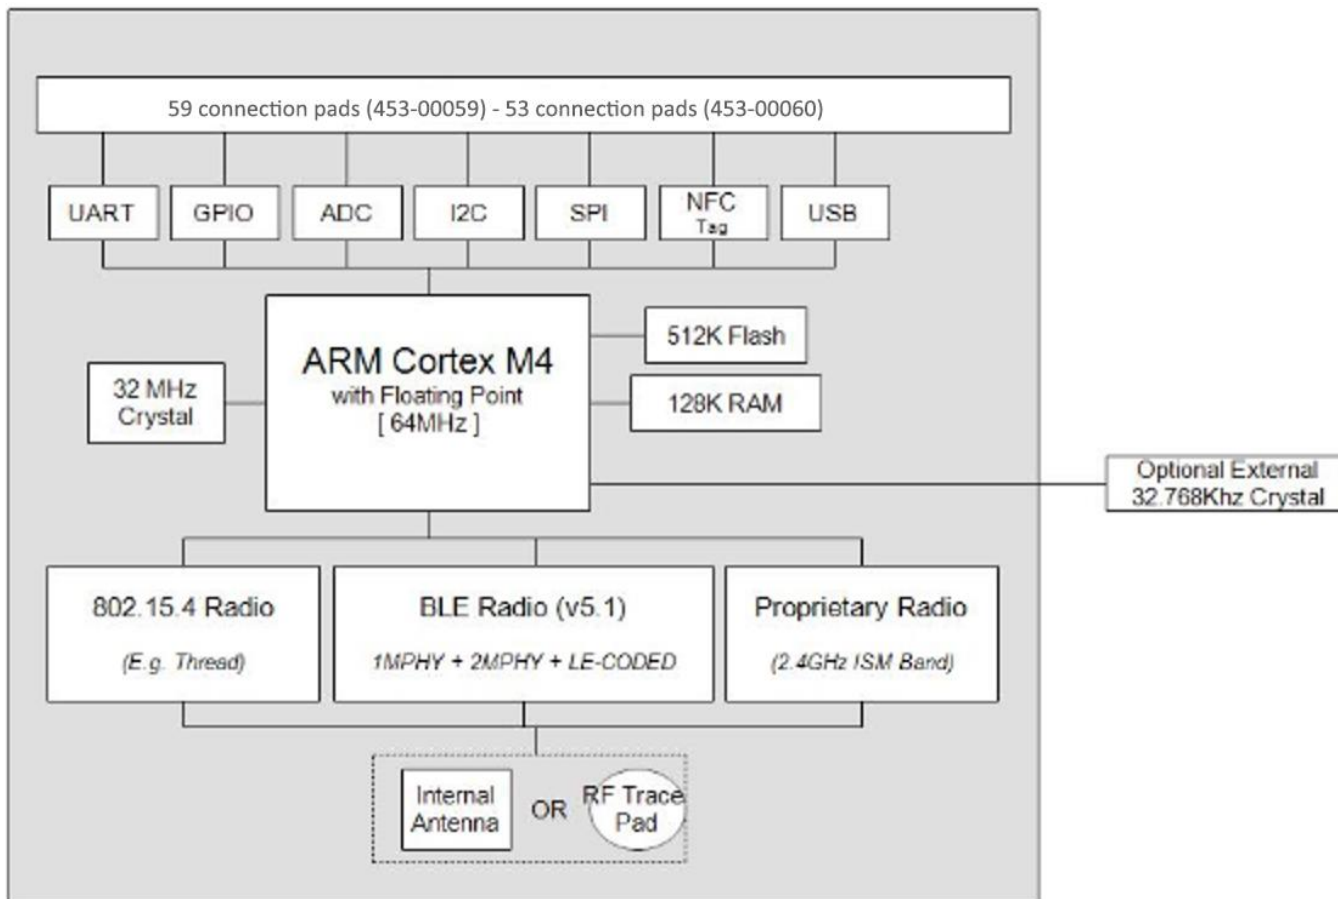 59 connection pads (453-00059) - 53 connection pads (453-00060)
UART
GPIO
ADC
I2C
SPI
NFC
Tag
USB
ARM Cortex M4
with Floating Point
[ 64MHz ]
512K Flash
128K RAM
32 MHz
Crystal
Optional External
32.768Khz Crystal
802.15.4 Radio
(E.g. Thread)
BLE Radio (v5.1)
1MPHY + 2MPHY + LE-CODED
Proprietary Radio
(2.4GHz ISM Band)
Internal
Antenna
OR
RF Trace
Pad